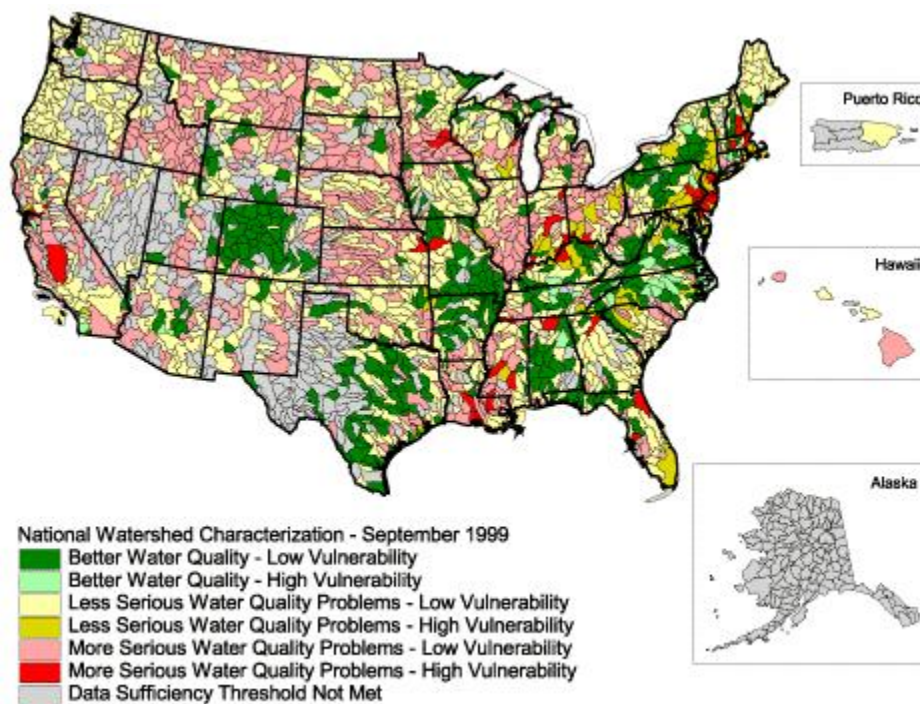 Puerto Rico
Hawaii
Alaska
National Watershed Characterization - September 1999
Better Water Quality - Low Vulnerability
Better Water Quality - High Vulnerability
Less Serious Water Quality Problems - Low Vulnerability
Less Serious Water Quality Problems - High Vulnerability
More Serious Water Quality Problems - Low Vulnerability
More Serious Water Quality Problems - High Vulnerability
Data Sufficiency Threshold Not Met